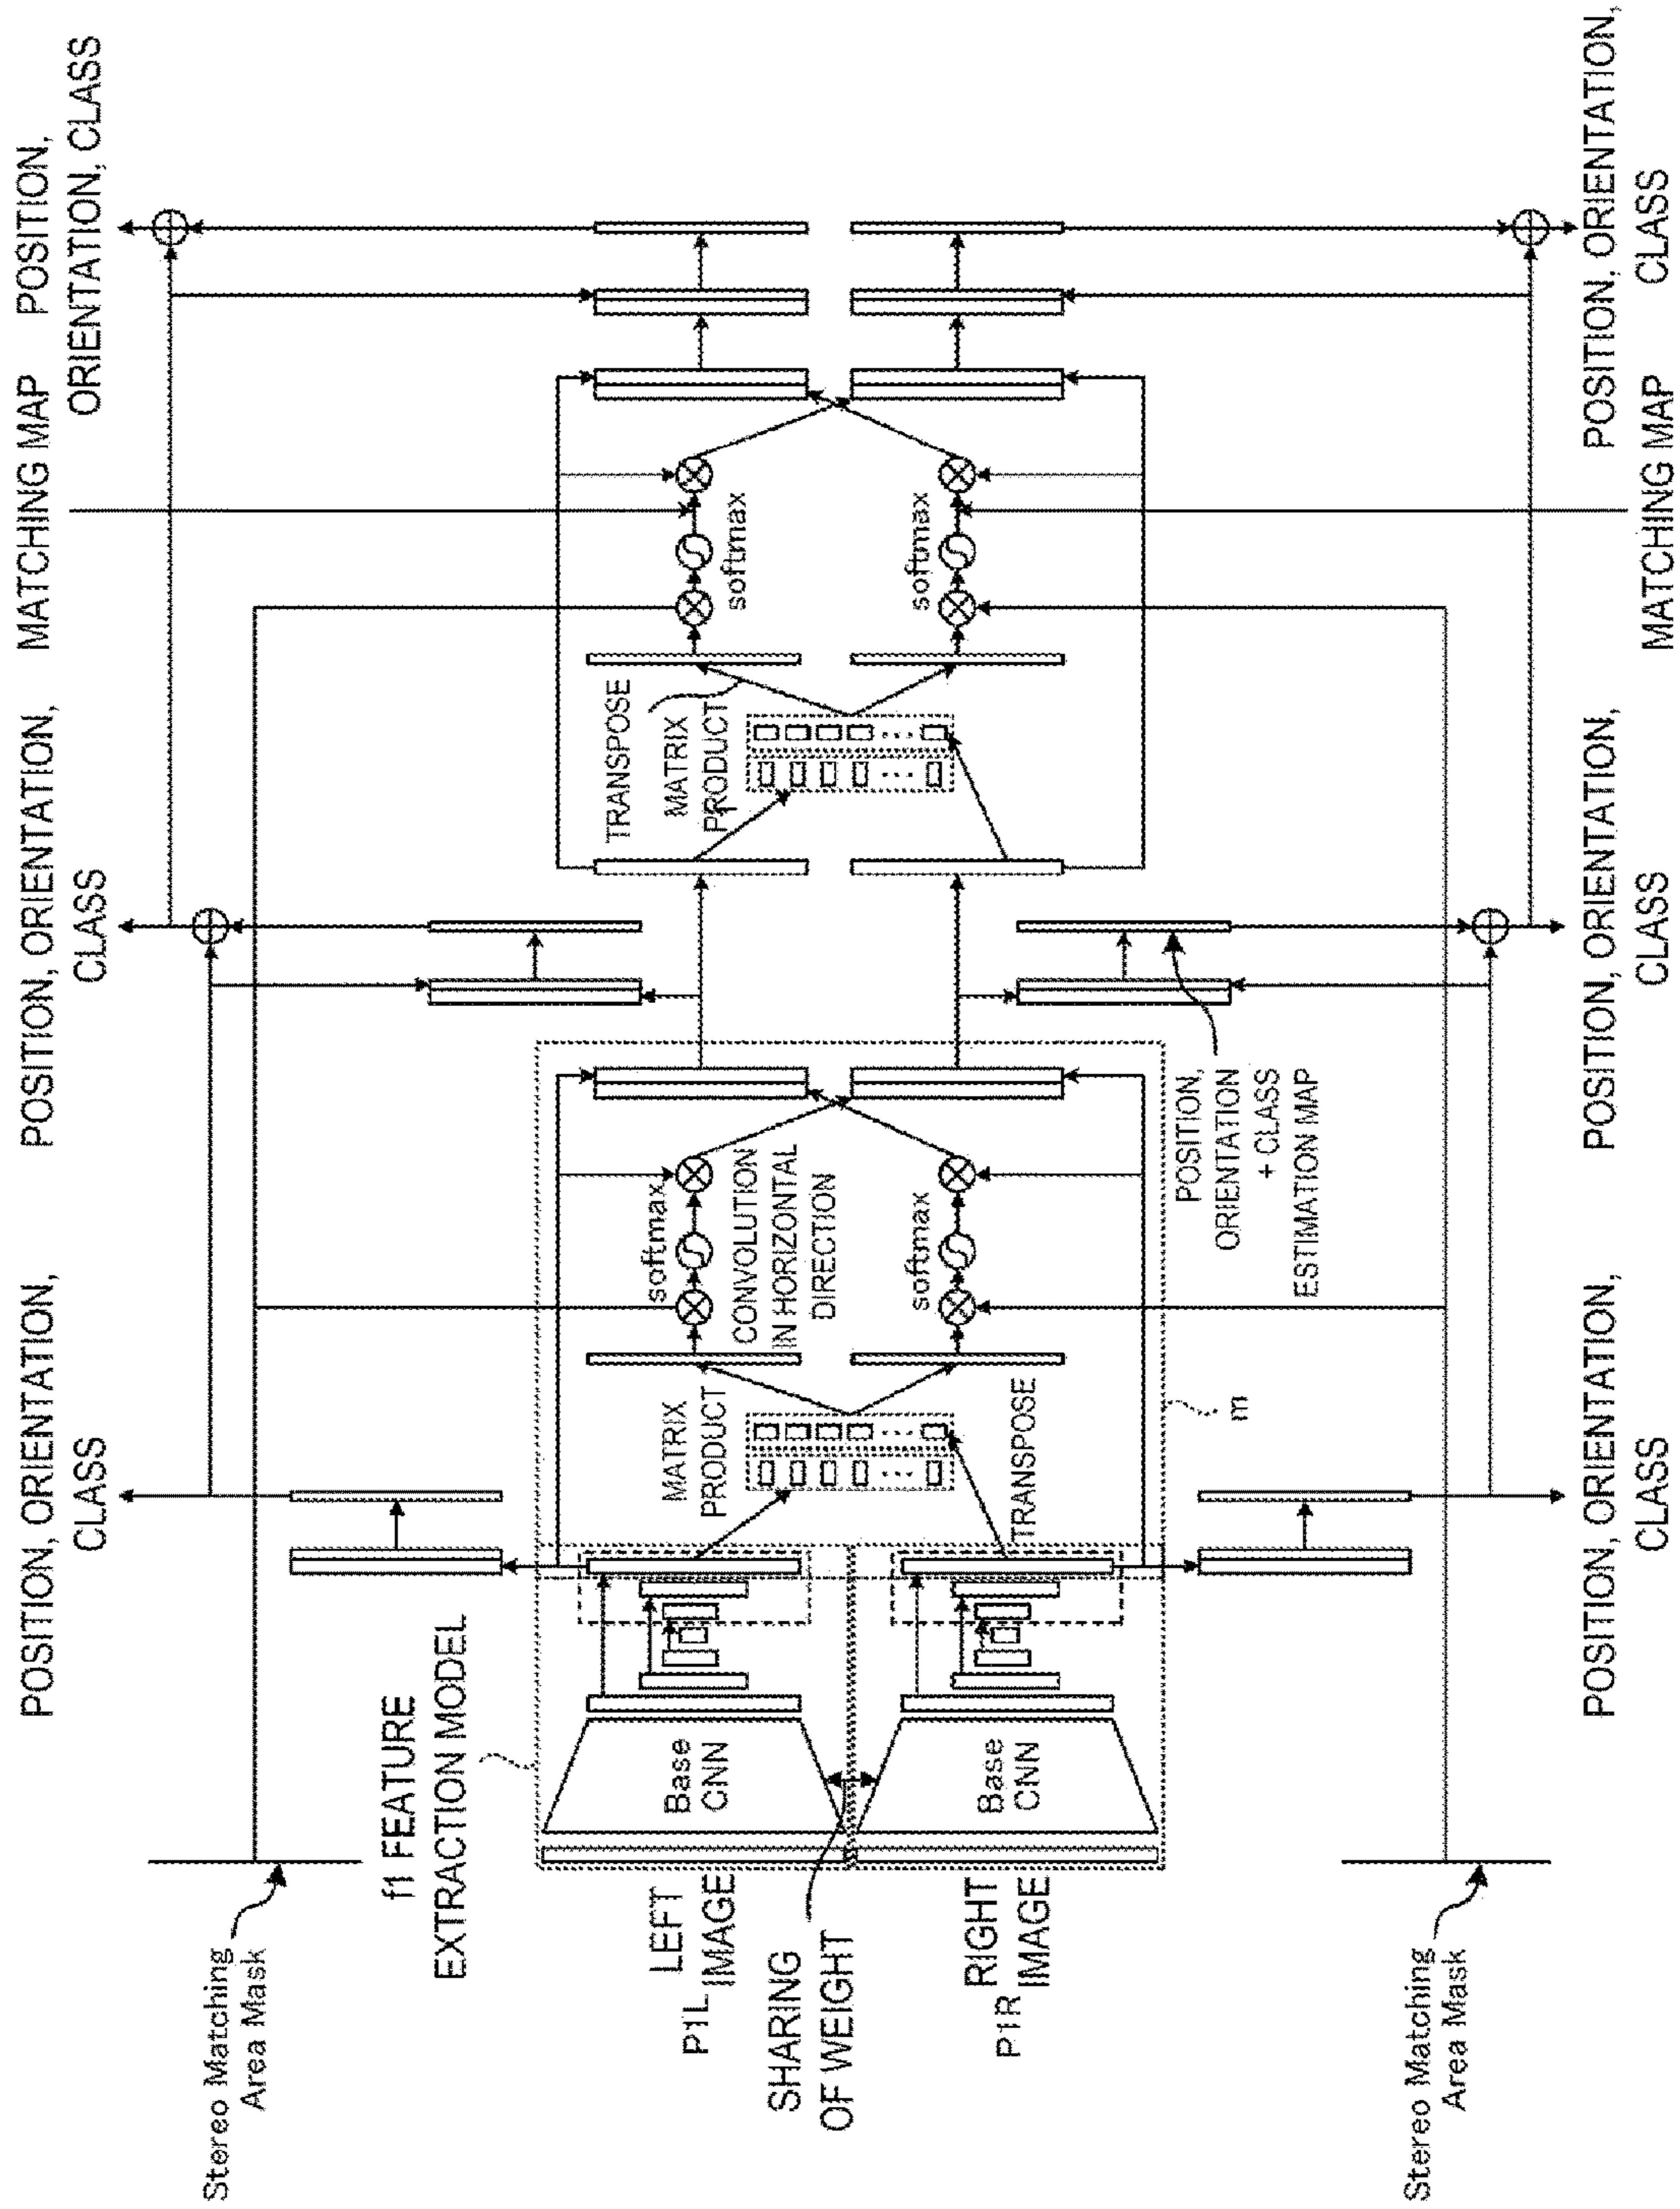 POSITION, ORIENTATION,
CLASS
POSITION, ORIENTATION,
CLASS
MATCHING MAP
POSITION,
ORIENTATION, CLASS
Stereo Matching
Area Mask
f1 FEATURE
EXTRACTION MODEL
P1L
LEFT
IMAGE
Base
CNN
SHARING
OF WEIGHT
P1R
RIGHT
IMAGE
Base
CNN
MATRIX
PRODUCT
TRANSPOSE
softmax
CONVOLUTION
IN HORIZONTAL
DIRECTION
softmax
m
POSITION,
ORIENTATION
+ CLASS
ESTIMATION MAP
TRANSPOSE
MATRIX
PRODUCT
softmax
softmax
Stereo Matching
Area Mask
POSITION, ORIENTATION,
CLASS
POSITION, ORIENTATION,
CLASS
MATCHING MAP
POSITION, ORIENTATION,
CLASS